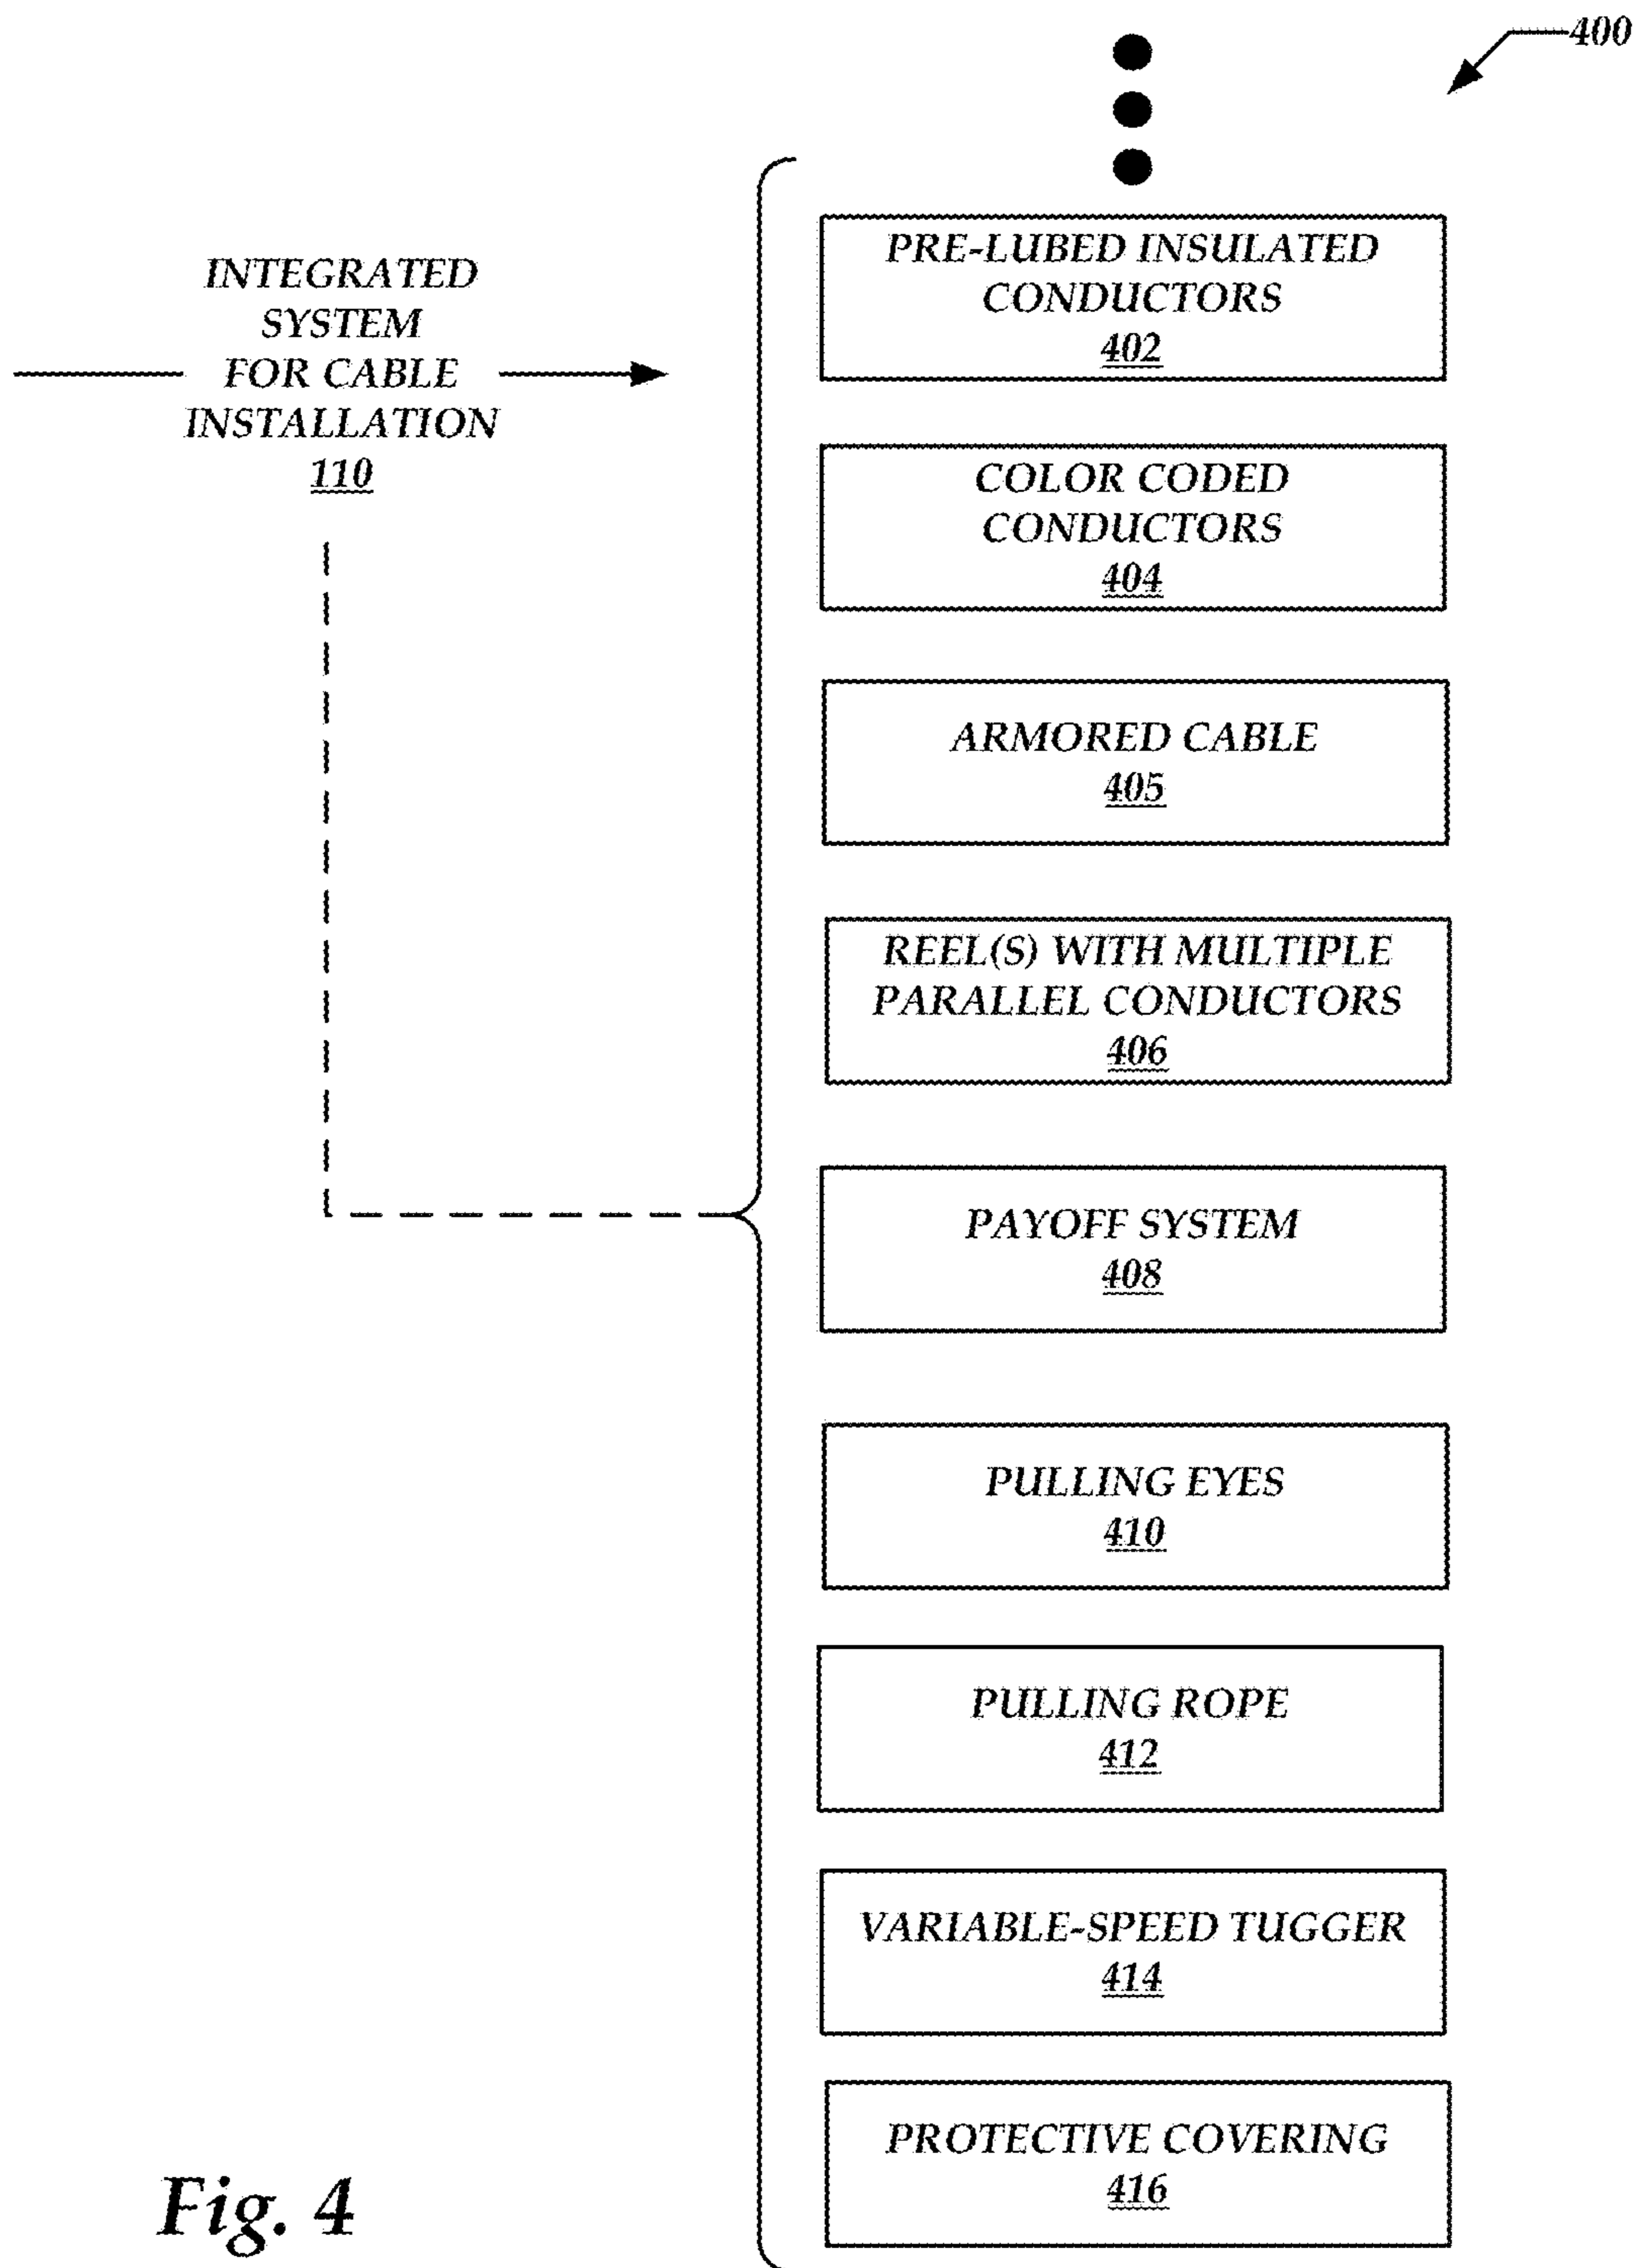 400
INTEGRATED
SYSTEM
FOR CABLE
INSTALLATION
110
PRE-LUBED INSULATED
CONDUCTORS
402
COLOR CODED
CONDUCTORS
404
ARMORED CABLE
405
REEL(S) WITH MULTIPLE
PARALLEL CONDUCTORS
406
PAYOFF SYSTEM
408
PULLING EYES
410
PULLING ROPE
412
VARIABLE-SPEED TUGGER
414
PROTECTIVE COVERING
416
Fig. 4